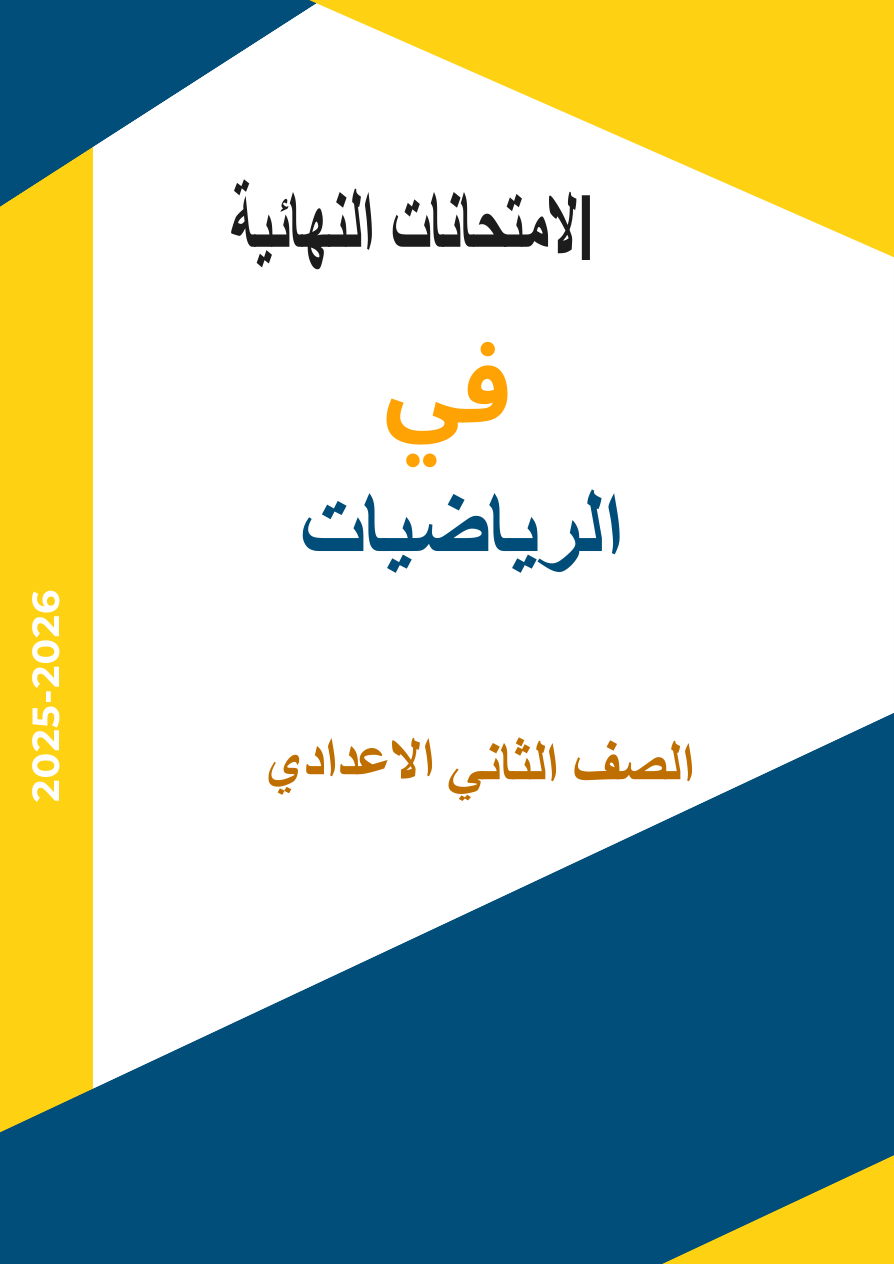 الامتحانات النهائية
في
الرياضيات
2025-2026
الصف الثاني الاعدادي